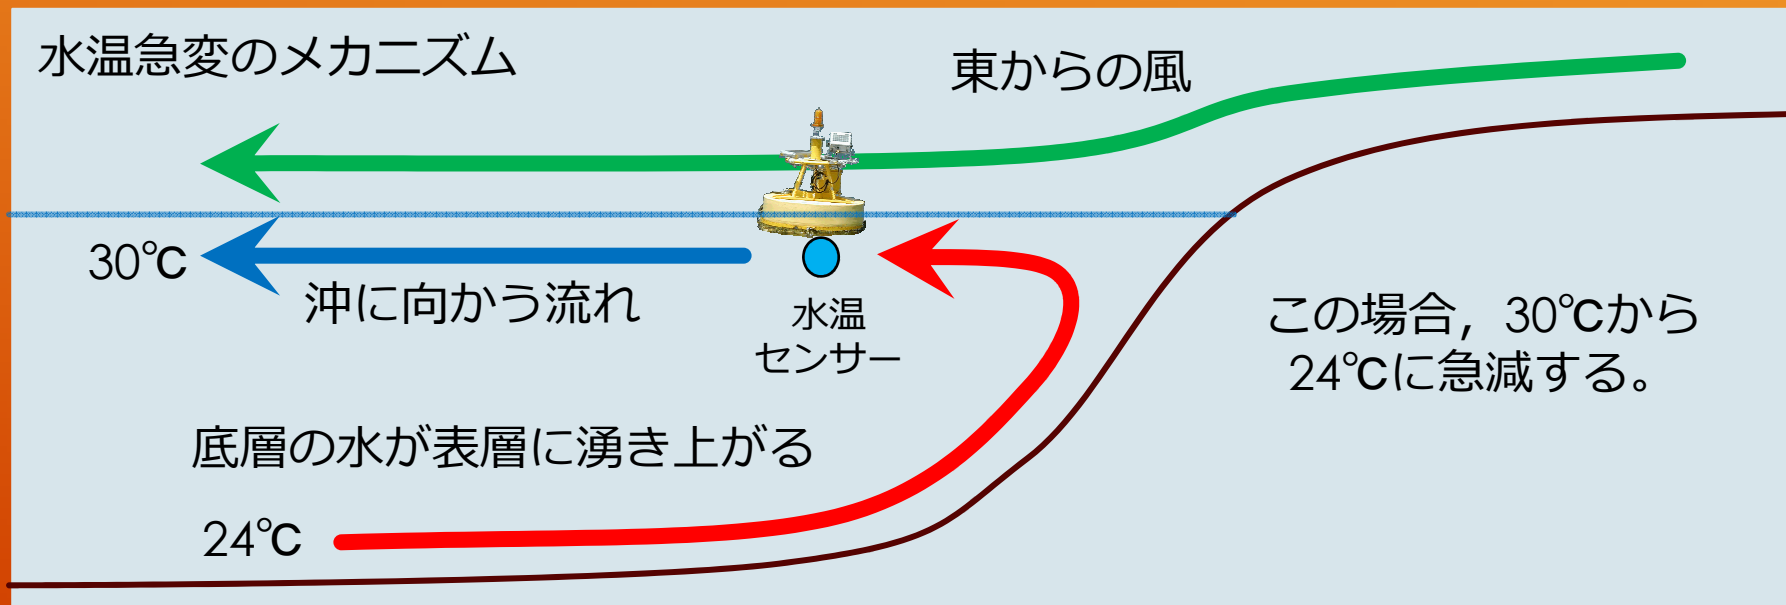 水温急変のメカニズム
東からの風
30℃
沖に向かう流れ
水温
センサー
この場合，30℃から
24℃に急減する。
底層の水が表層に湧き上がる
24℃